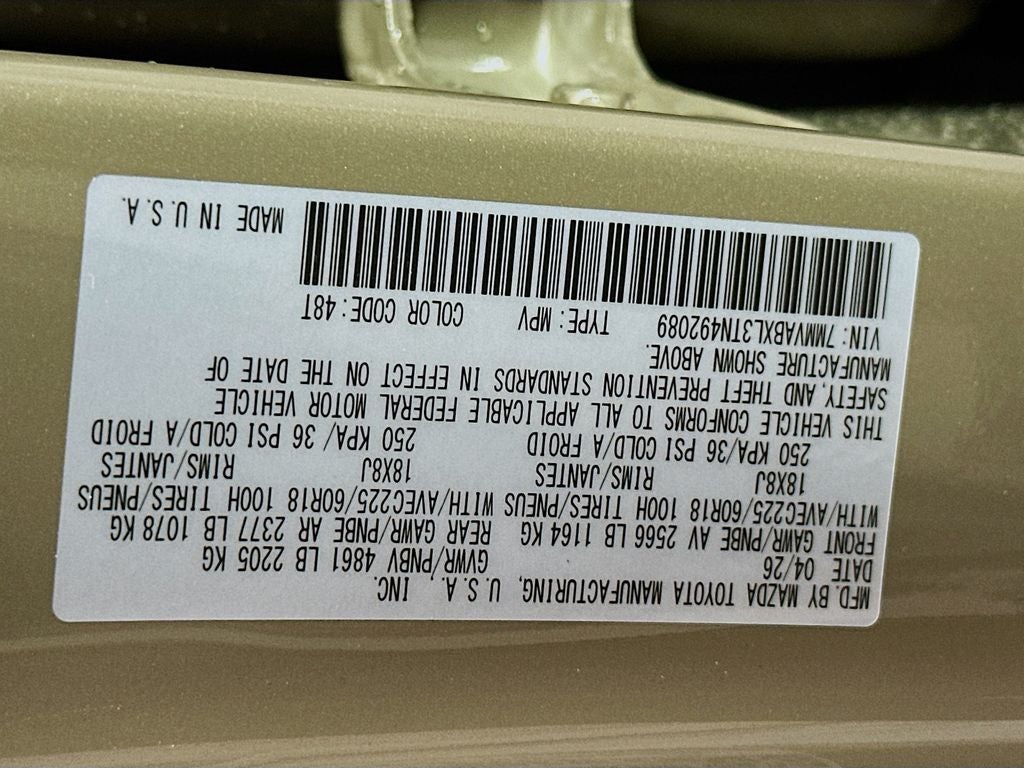 MFD. BY MAZDA TOYOTA MANUFACTURING, U.S.A., INC.
DATE 04/26 GVWR/PNBV 4861 LB 2205 KG
FRONT GAWR/PNBE AV 2566 LB 1164 KG REAR GAWR/PNBE AR 2377 LB 1078 KG
WITH/AVEC225/60R18 100H TIRES/PNEUS WITH/AVEC225/60R18 100H TIRES/PNEUS
18X8J RIMS/JANTES 18X8J RIMS/JANTES
250 KPA/36 PSI COLD/A FROID 250 KPA/36 PSI COLD/A FROID
THIS VEHICLE CONFORMS TO ALL APPLICABLE FEDERAL MOTOR VEHICLE
SAFETY, AND THEFT PREVENTION STANDARDS IN EFFECT ON THE DATE OF
MANUFACTURE SHOWN ABOVE.
VIN: 7MMVABXL3TN492089 TYPE: MPV COLOR CODE: 48T
MADE IN U.S.A.